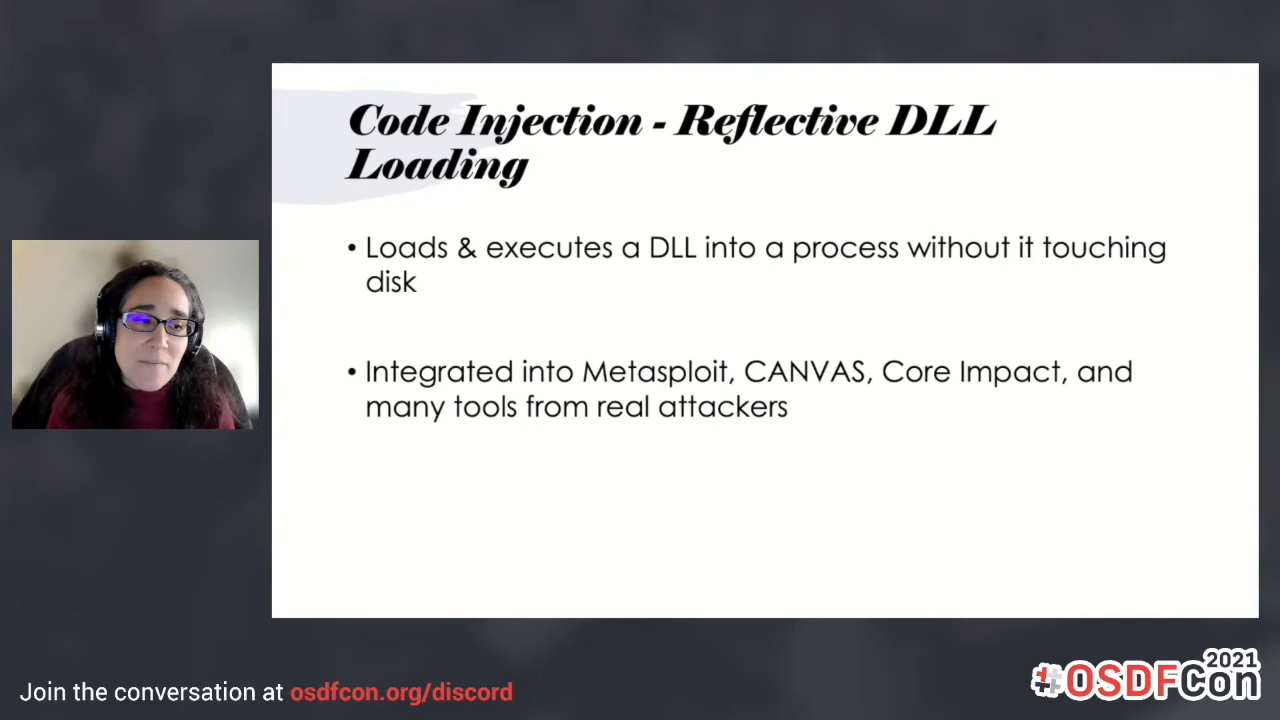 Code Injection - Reflective DLL
Loading
• Loads & executes a DLL into a process without it touching
disk
• Integrated into Metasploit, CANVAS, Core Impact, and
many tools from real attackers
Join the conversation at osdfcon.org/discord
2021
#OSDFCon